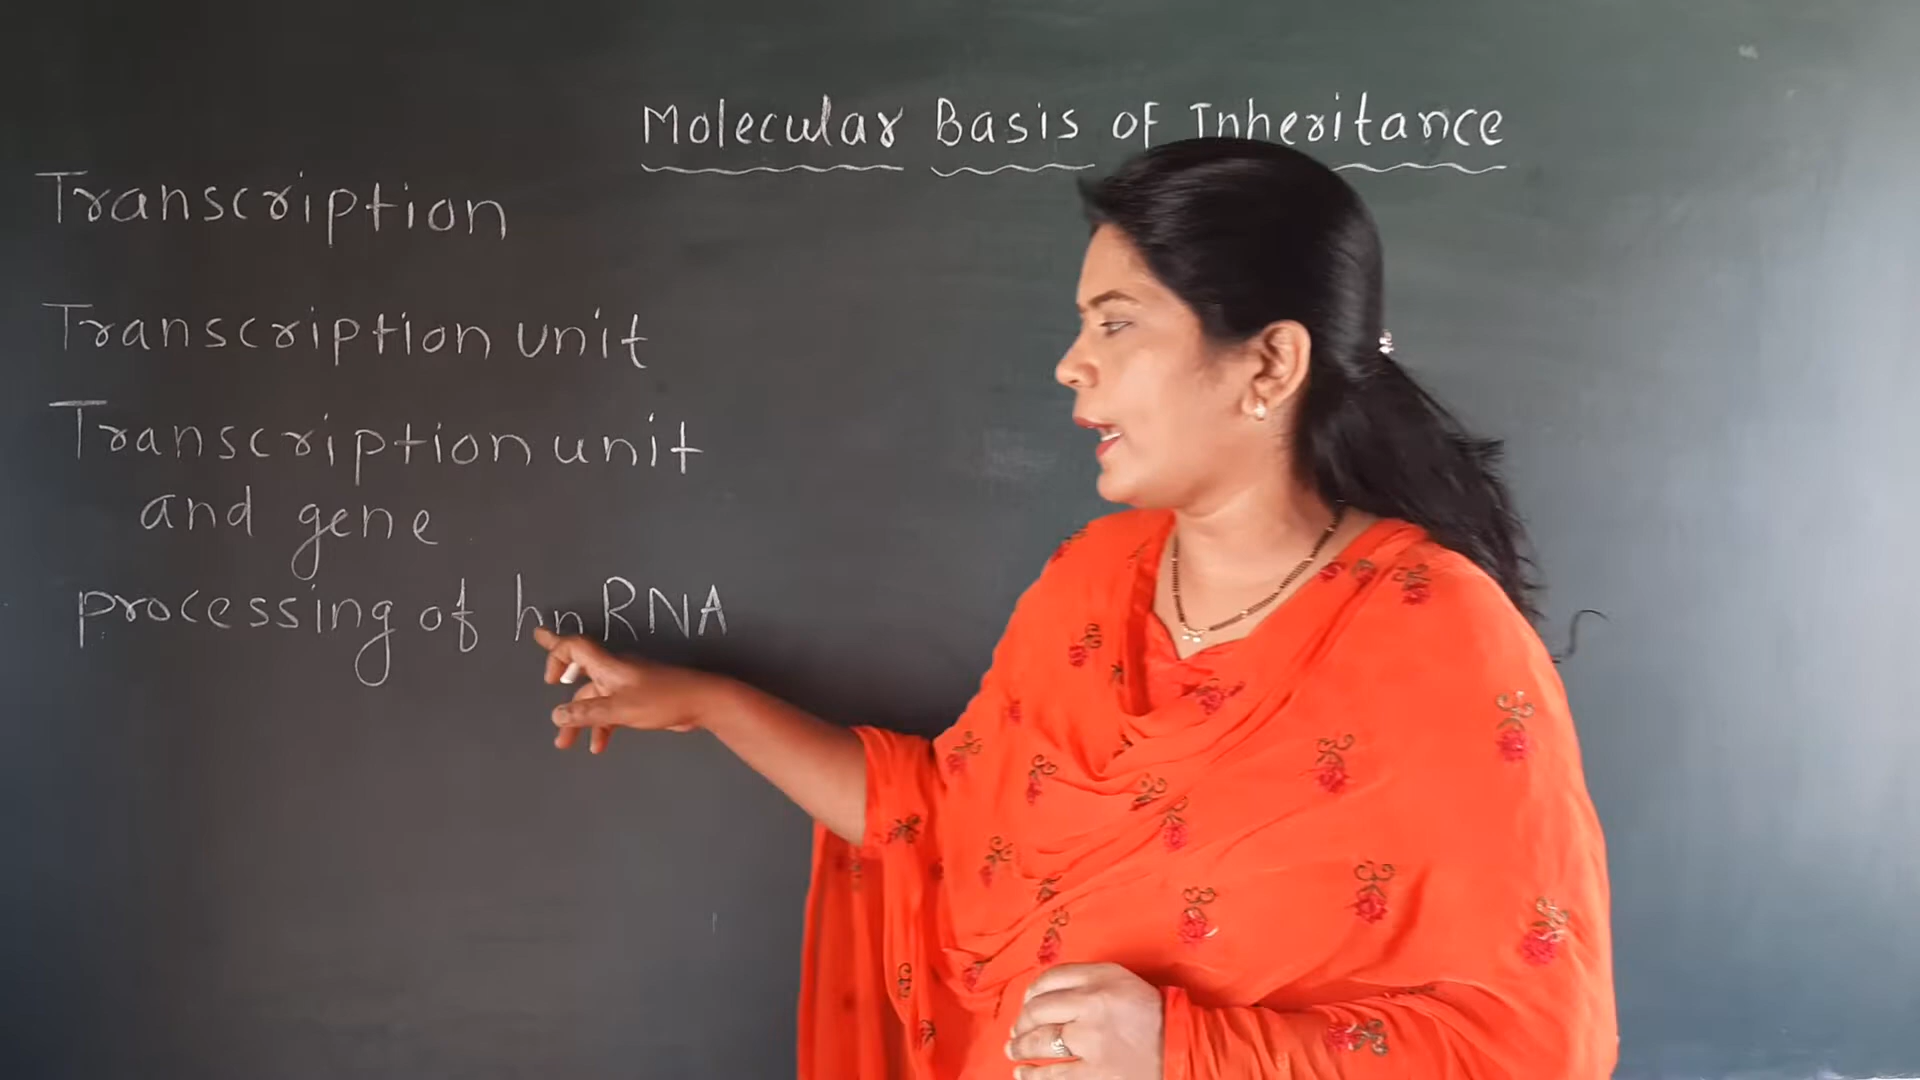 Molecular Basis of Inheritance
Transcription
Transcription unit
Transcription unit
and gene
processing of hnRNA